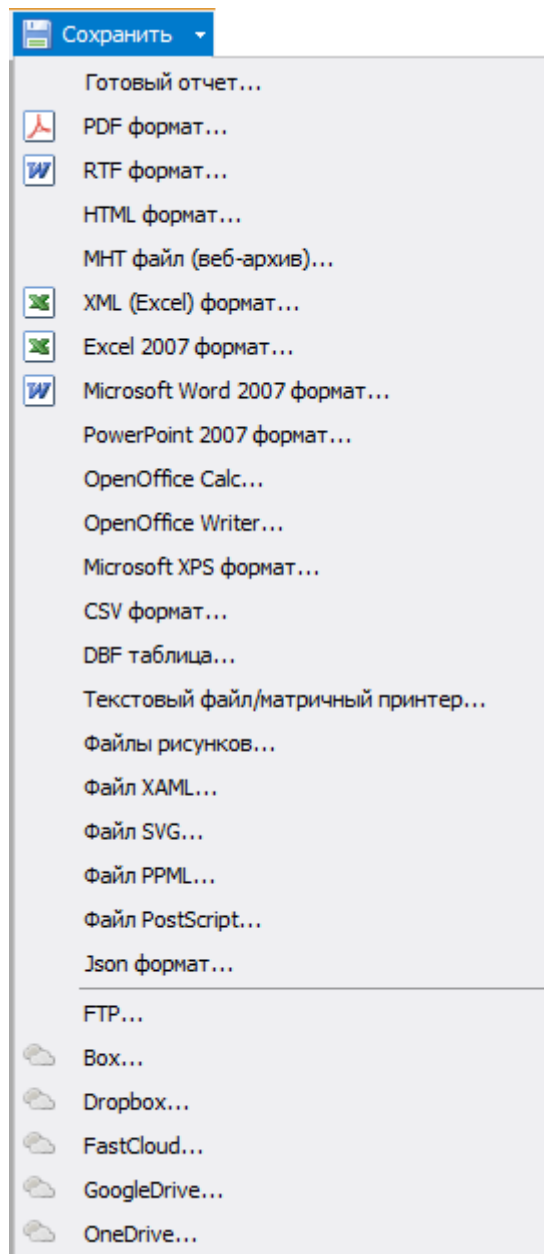 Сохранить
Готовый отчет...
PDF формат...
RTF формат...
HTML формат...
MHT файл (веб-архив)...
XML (Excel) формат...
Excel 2007 формат...
Microsoft Word 2007 формат...
PowerPoint 2007 формат...
OpenOffice Calc...
OpenOffice Writer...
Microsoft XPS формат...
CSV формат...
DBF таблица...
Текстовый файл/матричный принтер...
Файлы рисунков...
Файл XAML...
Файл SVG...
Файл PPML...
Файл PostScript...
Json формат...
FTP...
Box...
Dropbox...
FastCloud...
GoogleDrive...
OneDrive...